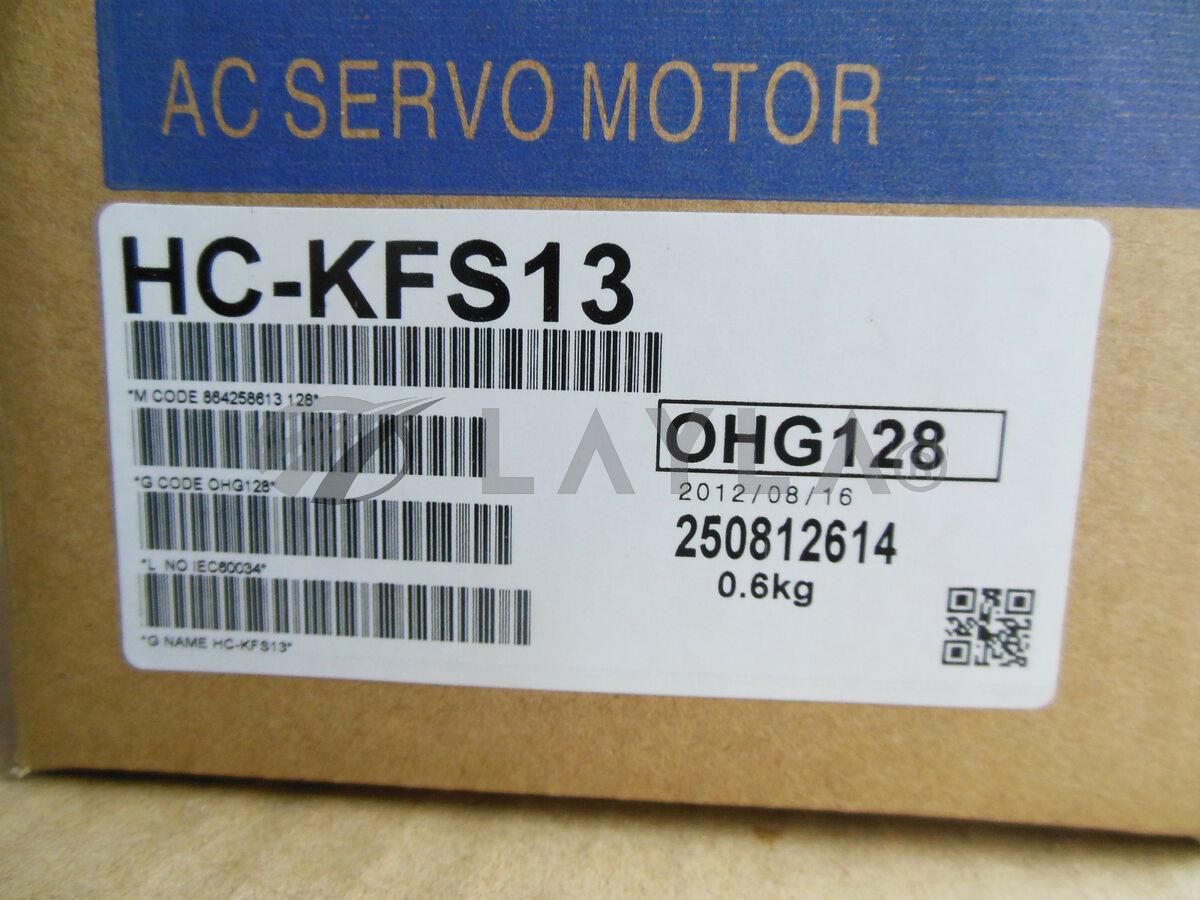 AC SERVO MOTOR
HC-KFS13
*M CODE 864258613 128*
*G CODE OHG128*
*L NO IEC60034*
*G NAME HC-KFS13*
OHG128
2012/08/16
250812614
0.6kg
LAYLA®